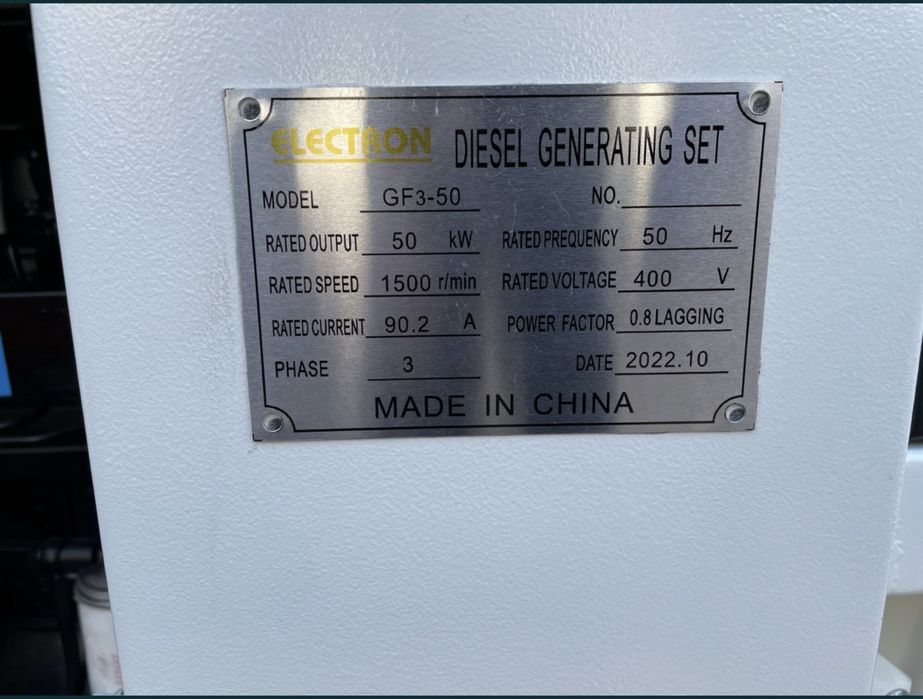 ELECTRON DIESEL GENERATING SET
MODEL GF3-50 NO.
RATED OUTPUT 50 kW RATED PREQUENCY 50 Hz
RATED SPEED 1500 r/min RATED VOLTAGE 400 V
RATED CURRENT 90.2 A POWER FACTOR 0.8 LAGGING
PHASE 3 DATE 2022.10
MADE IN CHINA